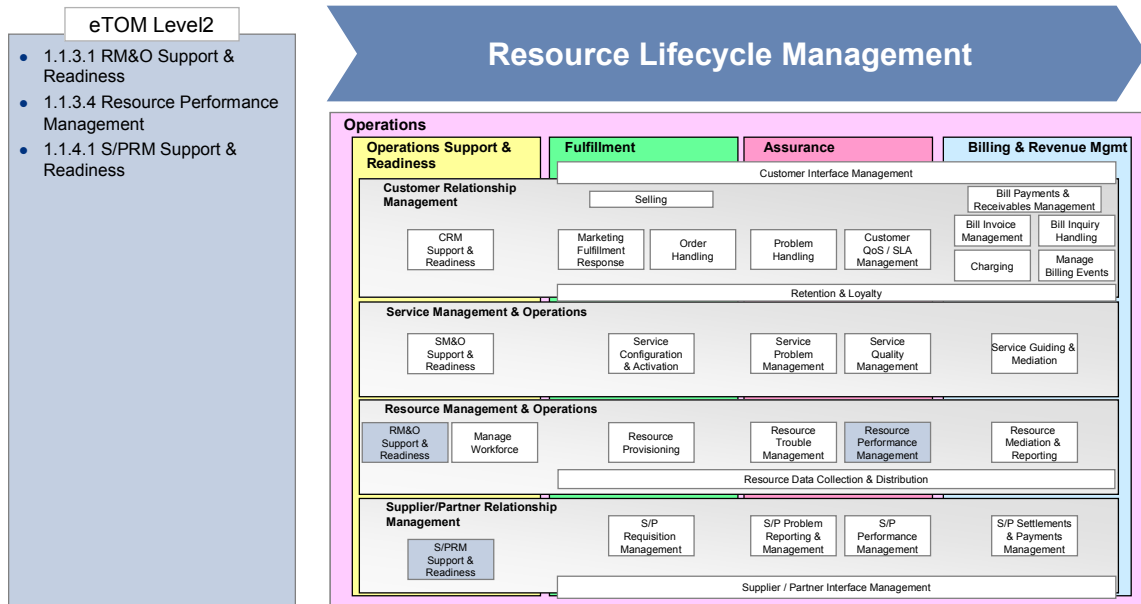 eTOM Level2
• 1.1.3.1 RM&O Support &
Readiness
• 1.1.3.4 Resource Performance
Management
• 1.1.4.1 S/PRM Support &
Readiness
Resource Lifecycle Management
Operations
Operations Support &
Readiness
Fulfillment
Assurance
Billing & Revenue Mgmt
Customer Interface Management
Customer Relationship
Management
Selling
Bill Payments &
Receivables Management
CRM
Support &
Readiness
Marketing
Fulfillment
Response
Order
Handling
Problem
Handling
Customer
QoS / SLA
Management
Bill Invoice
Management
Bill Inquiry
Handling
Charging
Manage
Billing Events
Retention & Loyalty
Service Management & Operations
SM&O
Support &
Readiness
Service
Configuration
& Activation
Service
Problem
Management
Service
Quality
Management
Service Guiding &
Mediation
Resource Management & Operations
RM&O
Support &
Readiness
Manage
Workforce
Resource
Provisioning
Resource
Trouble
Management
Resource
Performance
Management
Resource
Mediation &
Reporting
Resource Data Collection & Distribution
Supplier/Partner Relationship
Management
S/PRM
Support &
Readiness
S/P
Requisition
Management
S/P Problem
Reporting &
Management
S/P
Performance
Management
S/P Settlements
& Payments
Management
Supplier / Partner Interface Management